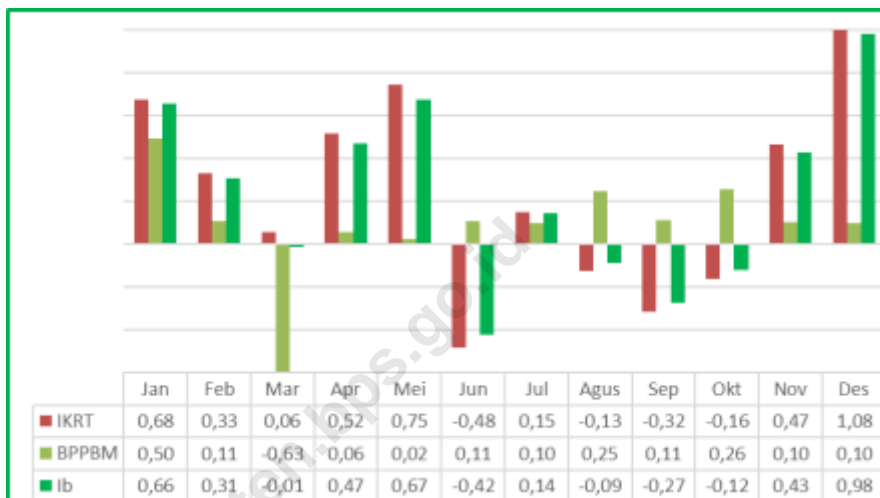 Jan Feb Mar Apr Mei Jun Jul Agus Sep Okt Nov Des
IKRT 0,68 0,33 0,06 0,52 0,75 -0,48 0,15 -0,13 -0,32 -0,16 0,47 1,08
BPPBM 0,50 0,11 -0,63 0,06 0,02 0,11 0,10 0,25 0,11 0,26 0,10 0,10
Ib 0,66 0,31 -0,01 0,47 0,67 -0,42 0,14 -0,09 -0,27 -0,12 0,43 0,98
ten.bps.go.id